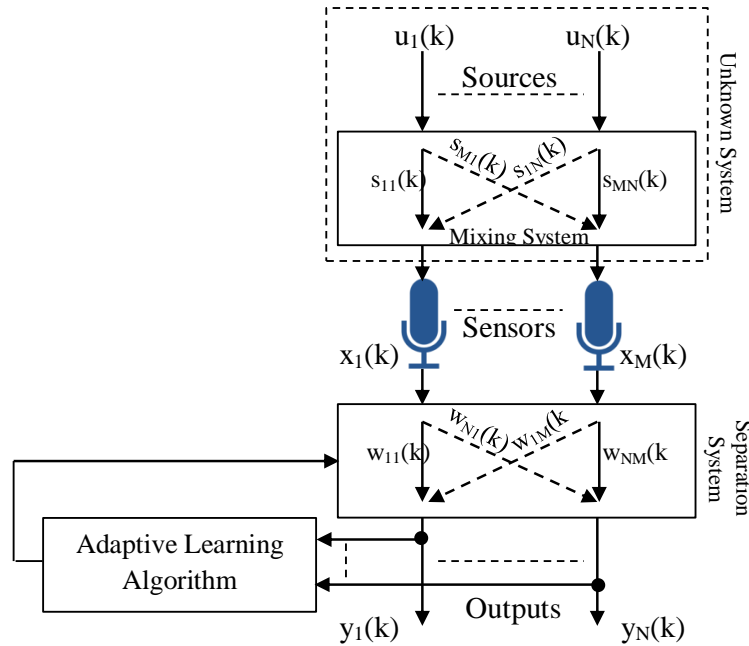 u1(k) uN(k)
Sources
Unknown System
sM1(k) s1N(k)
s11(k) sMN(k)
Mixing System
Sensors
x1(k) xM(k)
wN1(k) w1M(k
w11(k) wNM(k
Separation
System
Adaptive Learning
Algorithm
Outputs
y1(k) yN(k)